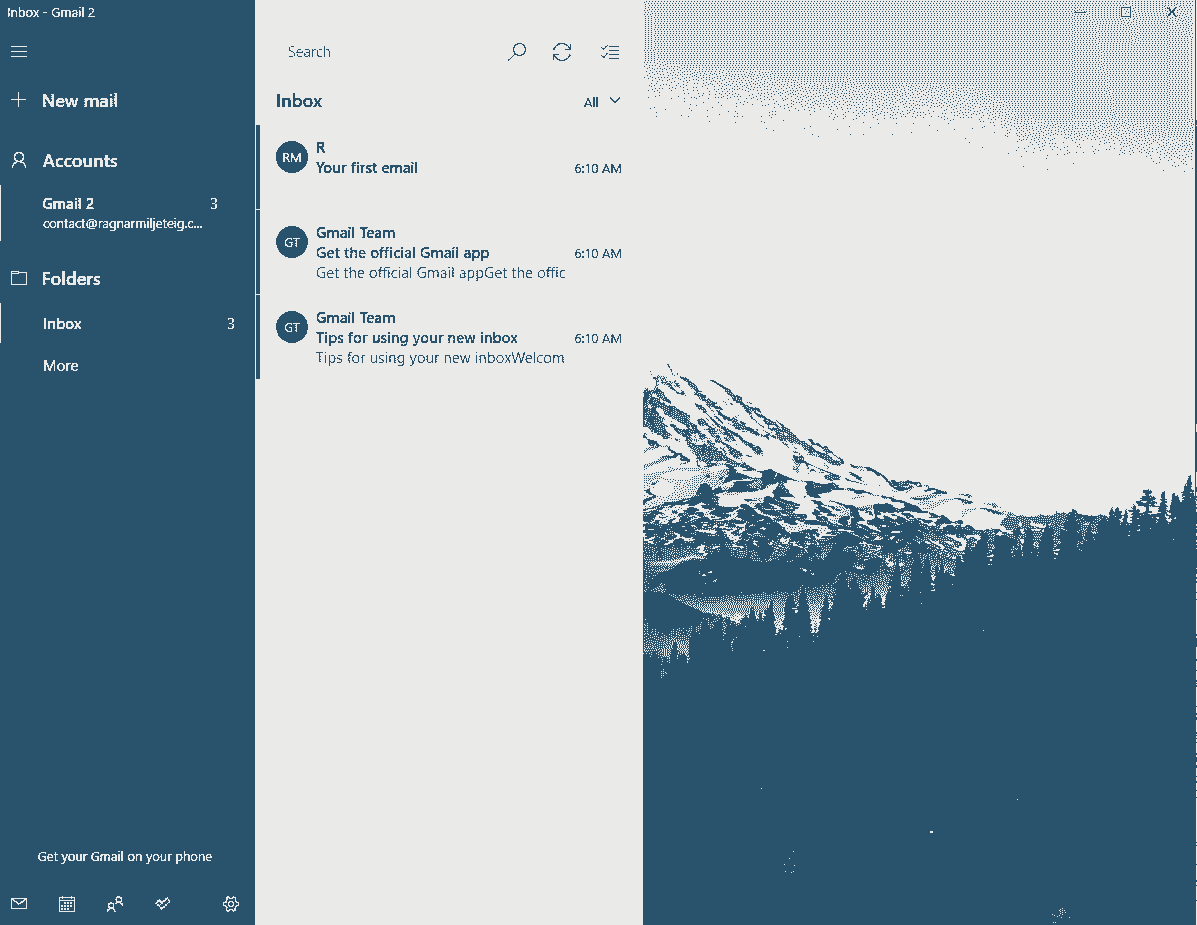 Inbox - Gmail 2
New mail
Accounts
Gmail 2 3
contact@ragnarmiljeteig.c...
Folders
Inbox 3
More
Get your Gmail on your phone
Search
Inbox All
RM R
Your first email 6:10 AM
GT Gmail Team
Get the official Gmail app 6:10 AM
Get the official Gmail appGet the offic
GT Gmail Team
Tips for using your new inbox 6:10 AM
Tips for using your new inboxWelcom